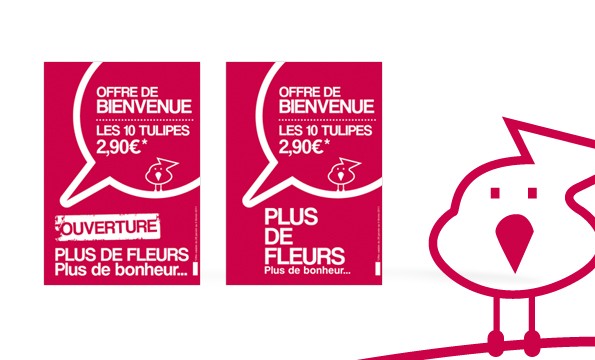 OFFRE DE
BIENVENUE
LES 10 TULIPES
2,90€*
OUVERTURE
PLUS DE FLEURS
Plus de bonheur...
OFFRE DE
BIENVENUE
LES 10 TULIPES
2,90€*
PLUS
DE
FLEURS
Plus de bonheur...